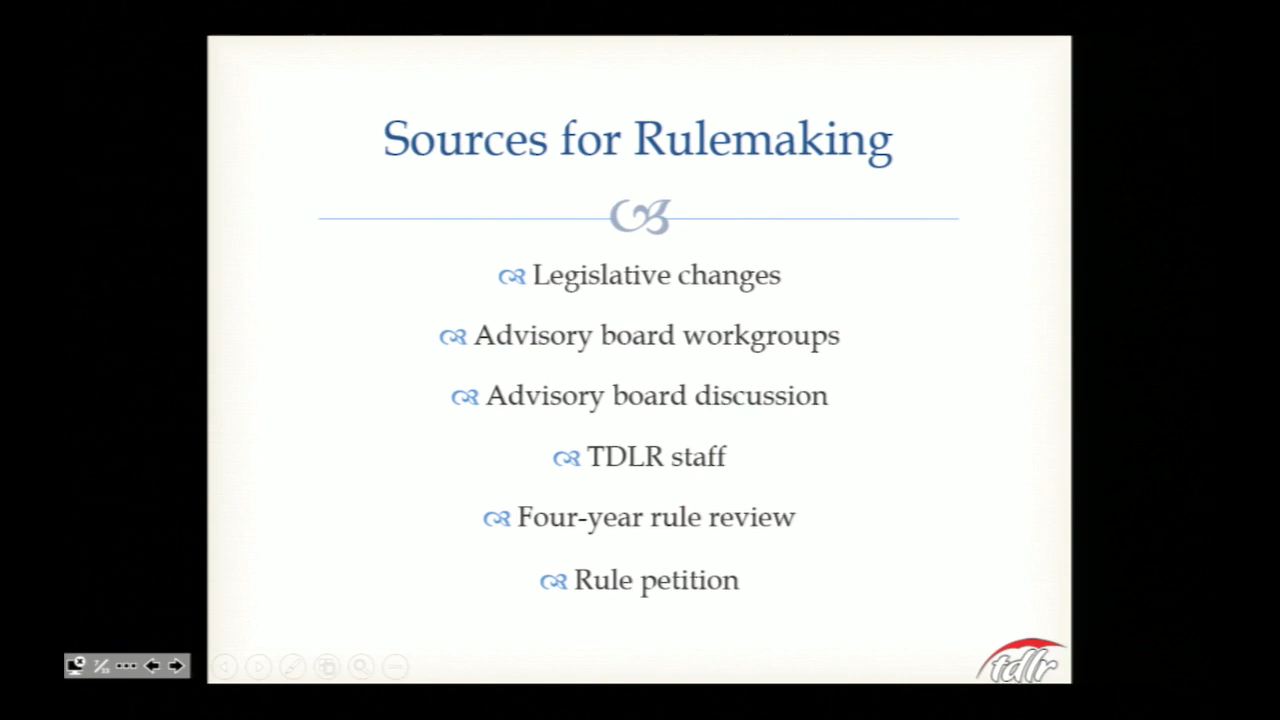 Sources for Rulemaking
Legislative changes
Advisory board workgroups
Advisory board discussion
TDLR staff
Four-year rule review
Rule petition
tdlr